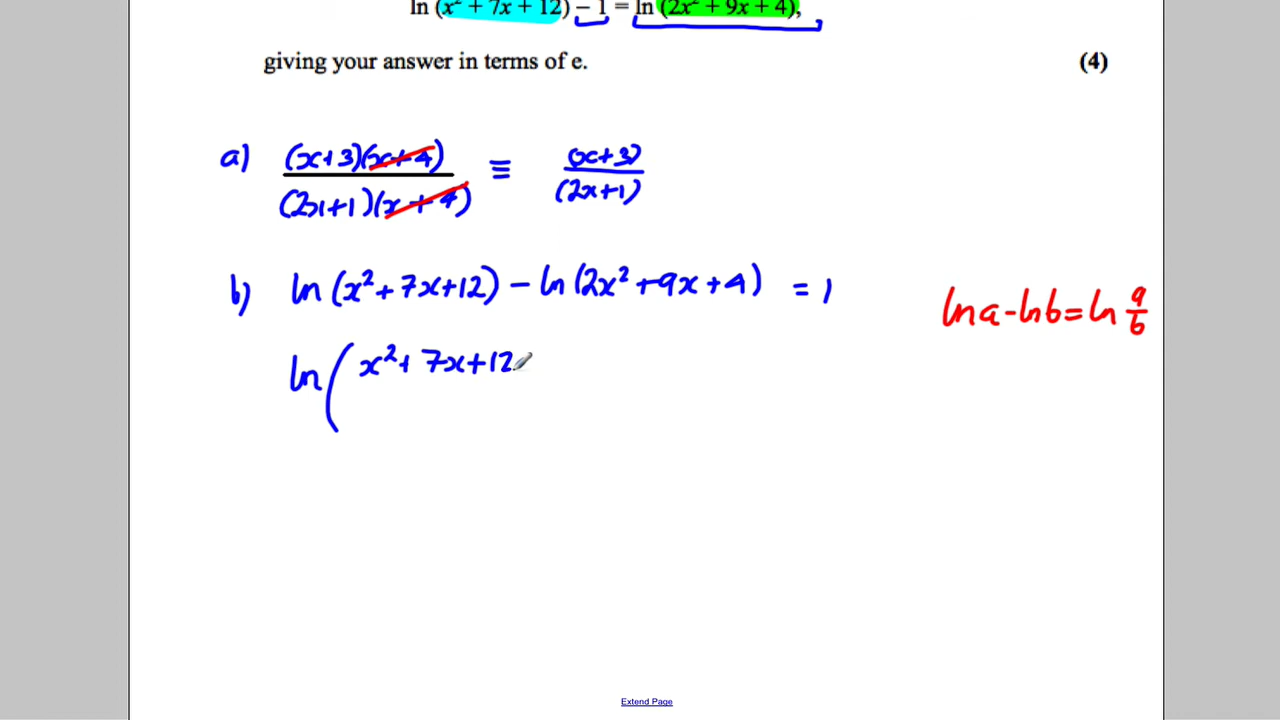 ln (x² + 7x + 12) – 1 = ln (2x² + 9x + 4),
giving your answer in terms of e. (4)
a) (x+3)(x+4) / (2x+1)(x+4) ≡ (x+3) / (2x+1)
b) ln (x² + 7x+12) – ln (2x² + 9x + 4) = 1
ln a - ln b = ln a/b
ln ( x² + 7x + 12
Extend Page